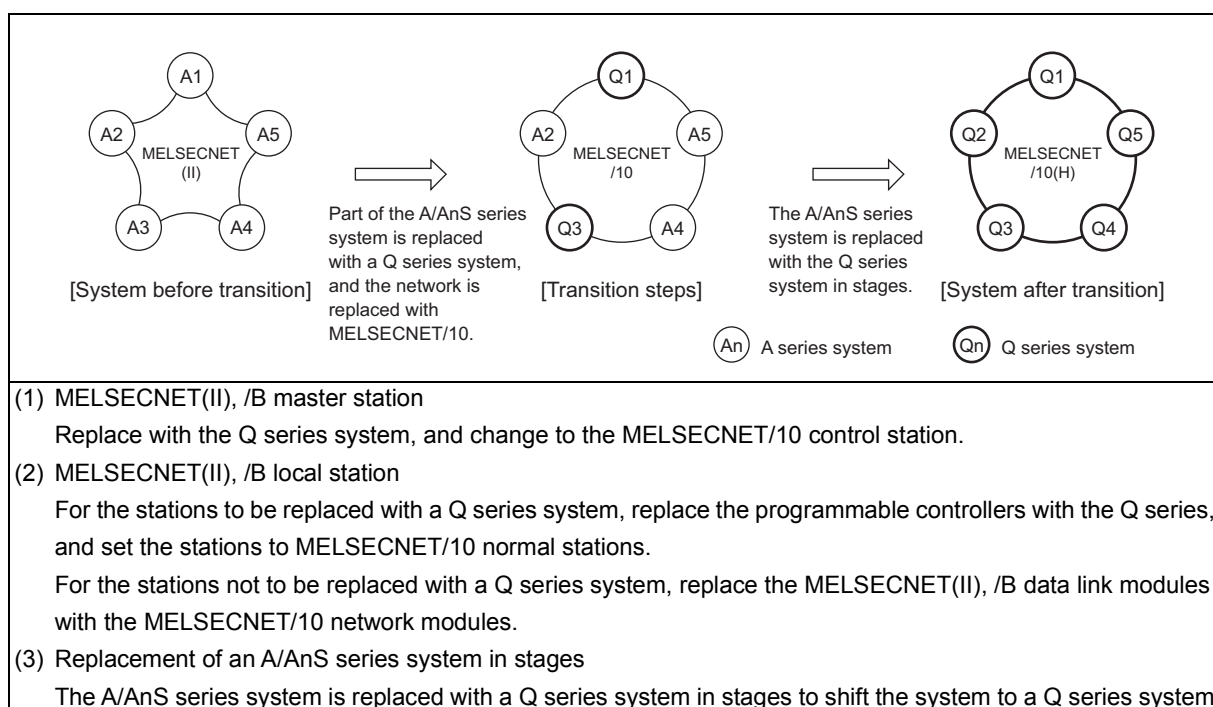 A1
A2
A5
MELSECNET
(II)
A3
A4
[System before transition]
Part of the A/AnS series
system is replaced
with a Q series system,
and the network is
replaced with
MELSECNET/10.
Q1
A2
A5
MELSECNET
/10
Q3
A4
[Transition steps]
The A/AnS series
system is replaced
with the Q series
system in stages.
Q1
Q2
Q5
MELSECNET
/10(H)
Q3
Q4
[System after transition]
An A series system
Qn Q series system
(1) MELSECNET(II), /B master station
Replace with the Q series system, and change to the MELSECNET/10 control station.
(2) MELSECNET(II), /B local station
For the stations to be replaced with a Q series system, replace the programmable controllers with the Q series,
and set the stations to MELSECNET/10 normal stations.
For the stations not to be replaced with a Q series system, replace the MELSECNET(II), /B data link modules
with the MELSECNET/10 network modules.
(3) Replacement of an A/AnS series system in stages
The A/AnS series system is replaced with a Q series system in stages to shift the system to a Q series system